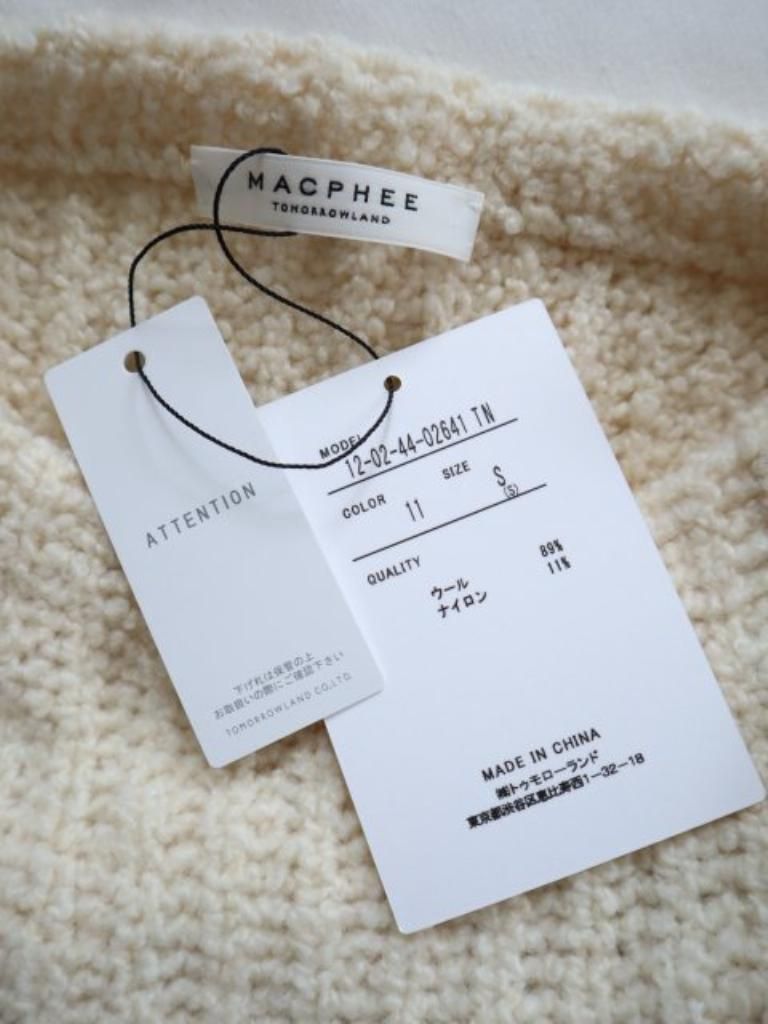 MACPHEE
TOMORROWLAND
MODEL
12-02-44-02641 TN
COLOR 11 SIZE S
(S)
QUALITY
ウール 89%
ナイロン 11%
MADE IN CHINA
㈱トゥモローランド
東京都渋谷区恵比寿西1-32-18
ATTENTION
下げ札は保管の上
お取扱いの際にご確認下さい
TOMORROWLAND CO.,LTD.